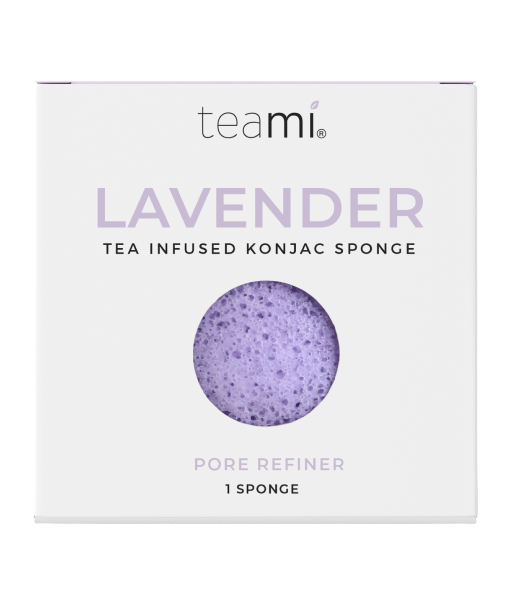 teami®
LAVENDER
TEA INFUSED KONJAC SPONGE
PORE REFINER
1 SPONGE